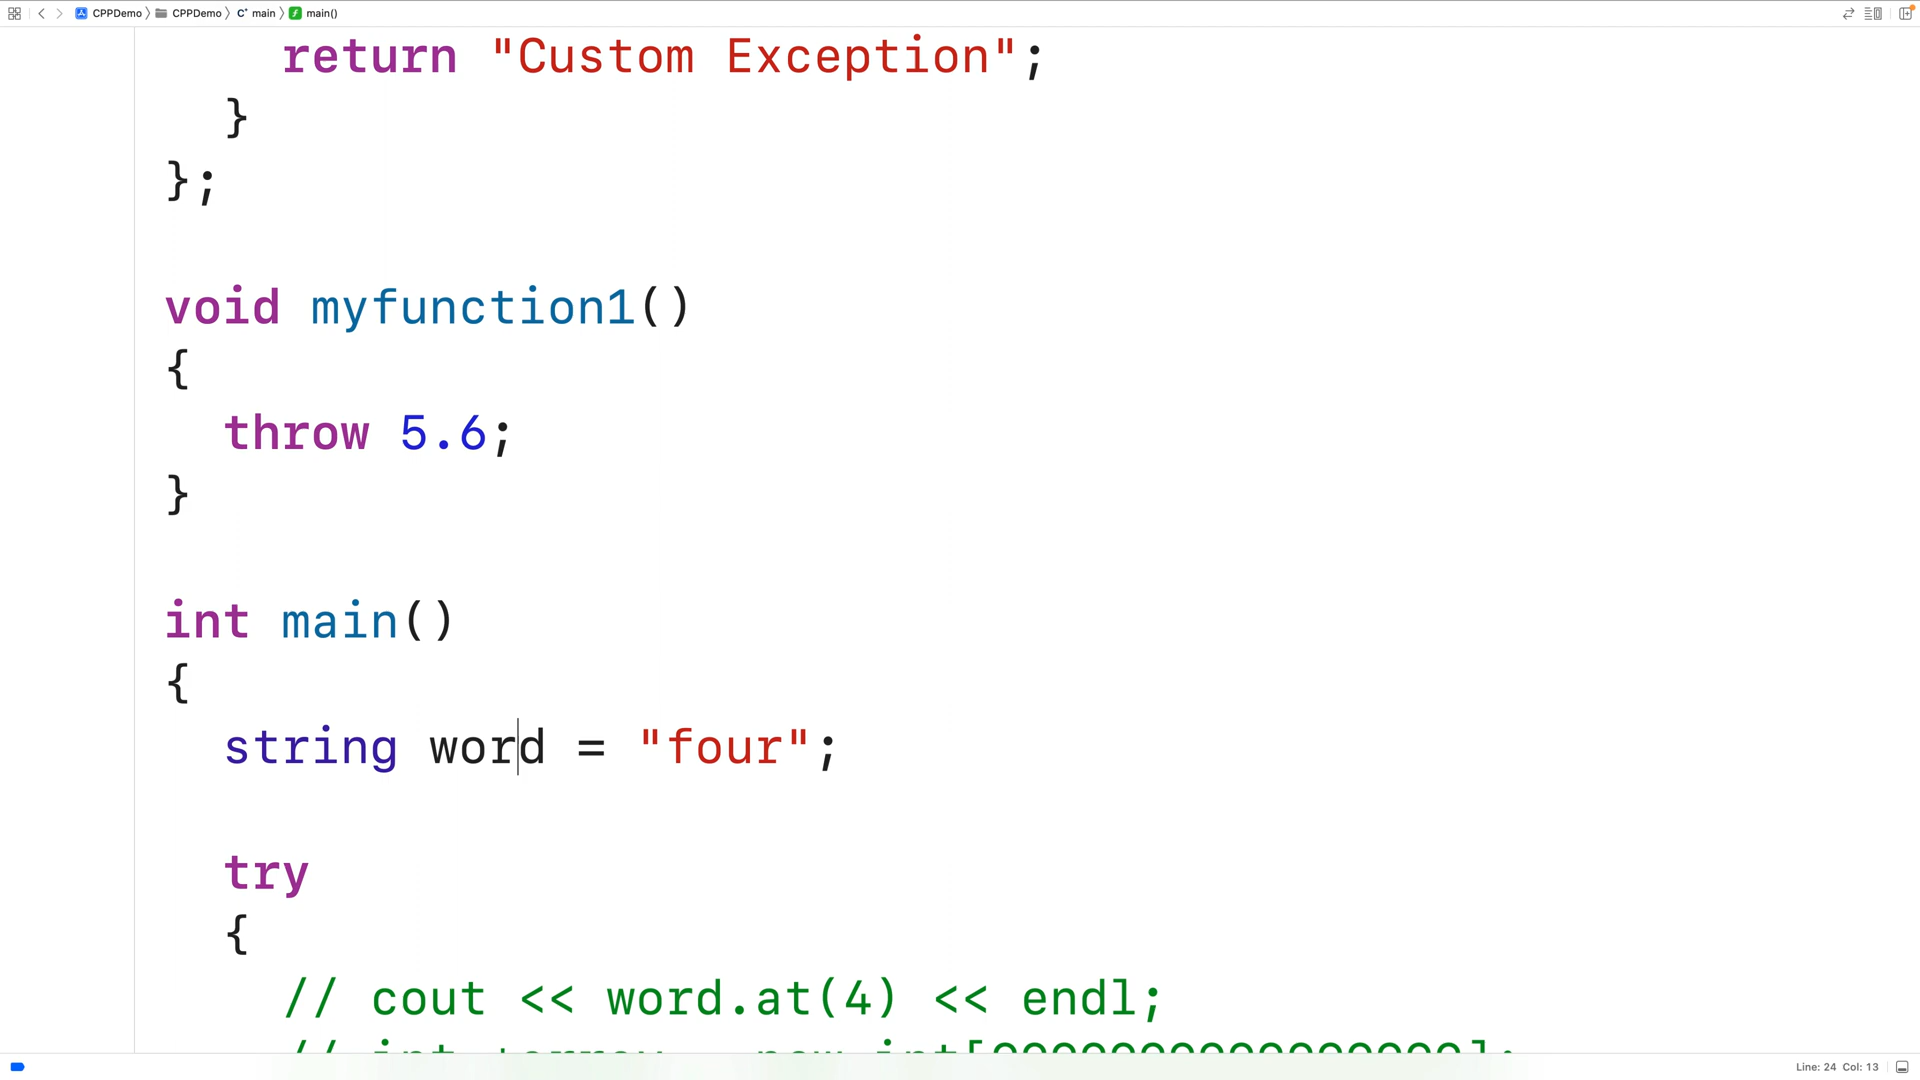 CPPDemo 〉 CPPDemo 〉 C+ main 〉 f main()
return "Custom Exception";
}
};
void myfunction1()
{
throw 5.6;
}
int main()
{
string word = "four";
try
{
// cout << word.at(4) << endl;
Line: 24 Col: 13